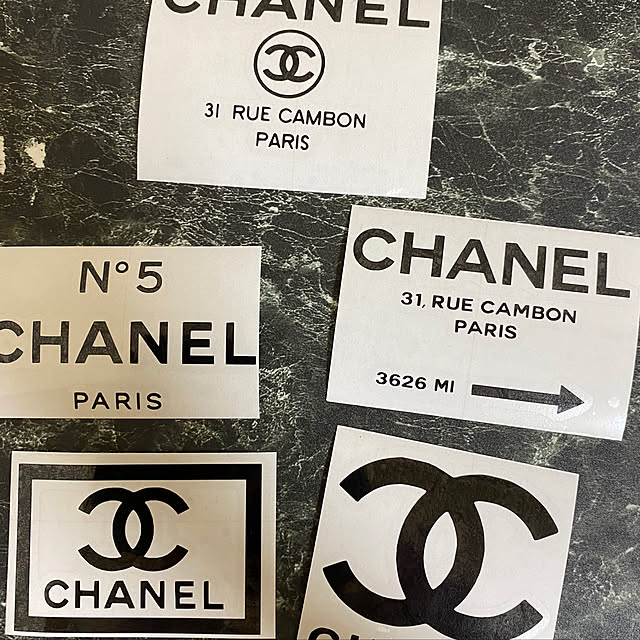 CHANEL
31 RUE CAMBON
PARIS
N°5
CHANEL
PARIS
CHANEL
31, RUE CAMBON
PARIS
3626 MI
CHANEL